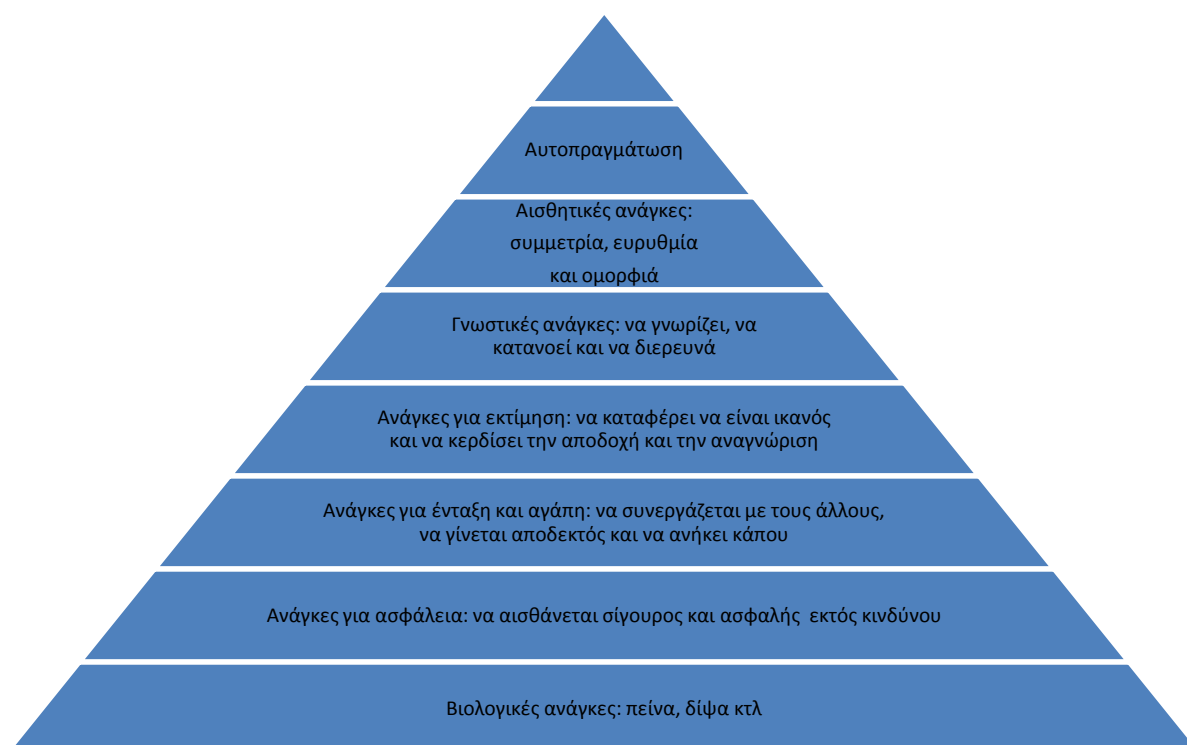 Αυτοπραγμάτωση
Αισθητικές ανάγκες:
συμμετρία, ευρυθμία
και ομορφιά
Γνωστικές ανάγκες: να γνωρίζει, να
κατανοεί και να διερευνά
Ανάγκες για εκτίμηση: να καταφέρει να είναι ικανός
και να κερδίσει την αποδοχή και την αναγνώριση
Ανάγκες για ένταξη και αγάπη: να συνεργάζεται με τους άλλους,
να γίνεται αποδεκτός και να ανήκει κάπου
Ανάγκες για ασφάλεια: να αισθάνεται σίγουρος και ασφαλής  εκτός κινδύνου
Βιολογικές ανάγκες: πείνα, δίψα κτλ